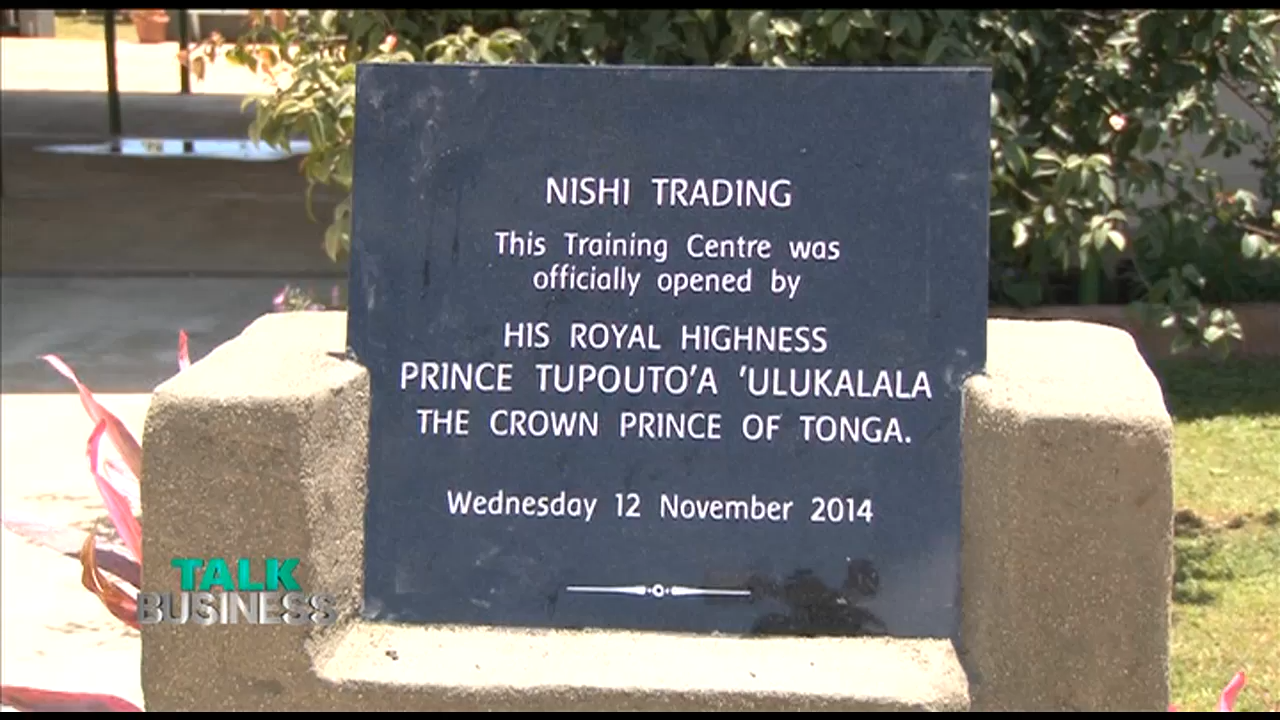 NISHI TRADING
This Training Centre was
officially opened by
HIS ROYAL HIGHNESS
PRINCE TUPOUTO’A ‘ULUKALALA
THE CROWN PRINCE OF TONGA.
Wednesday 12 November 2014
TALK
BUSINESS